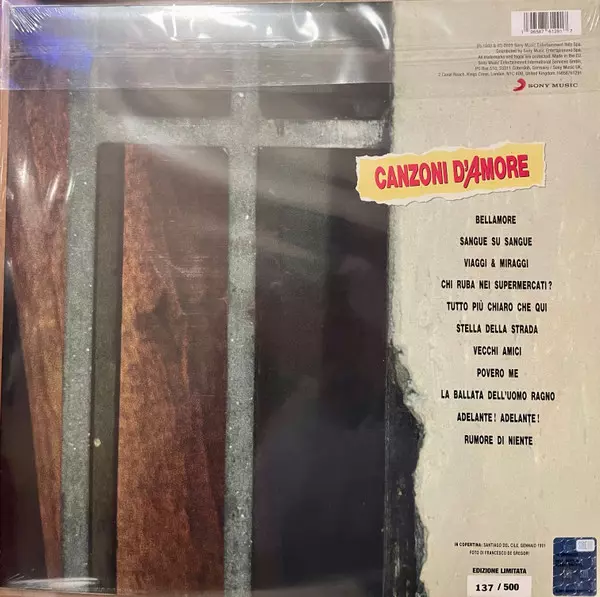 SONY MUSIC
CANZONI D'AMORE
BELLAMORE
SANGUE SU SANGUE
VIAGGI & MIRAGGI
CHI RUBA NEI SUPERMERCATI?
TUTTO PIÙ CHIARO CHE QUI
STELLA DELLA STRADA
VECCHI AMICI
POVERO ME
LA BALLATA DELL'UOMO RAGNO
ADELANTE! ADELANTE!
RUMORE DI NIENTE
IN COPERTINA: SANTIAGO DEL CILE, GENNAIO 1991
FOTO DI FRANCESCO DE GREGORI
EDIZIONE LIMITATA
137 / 500